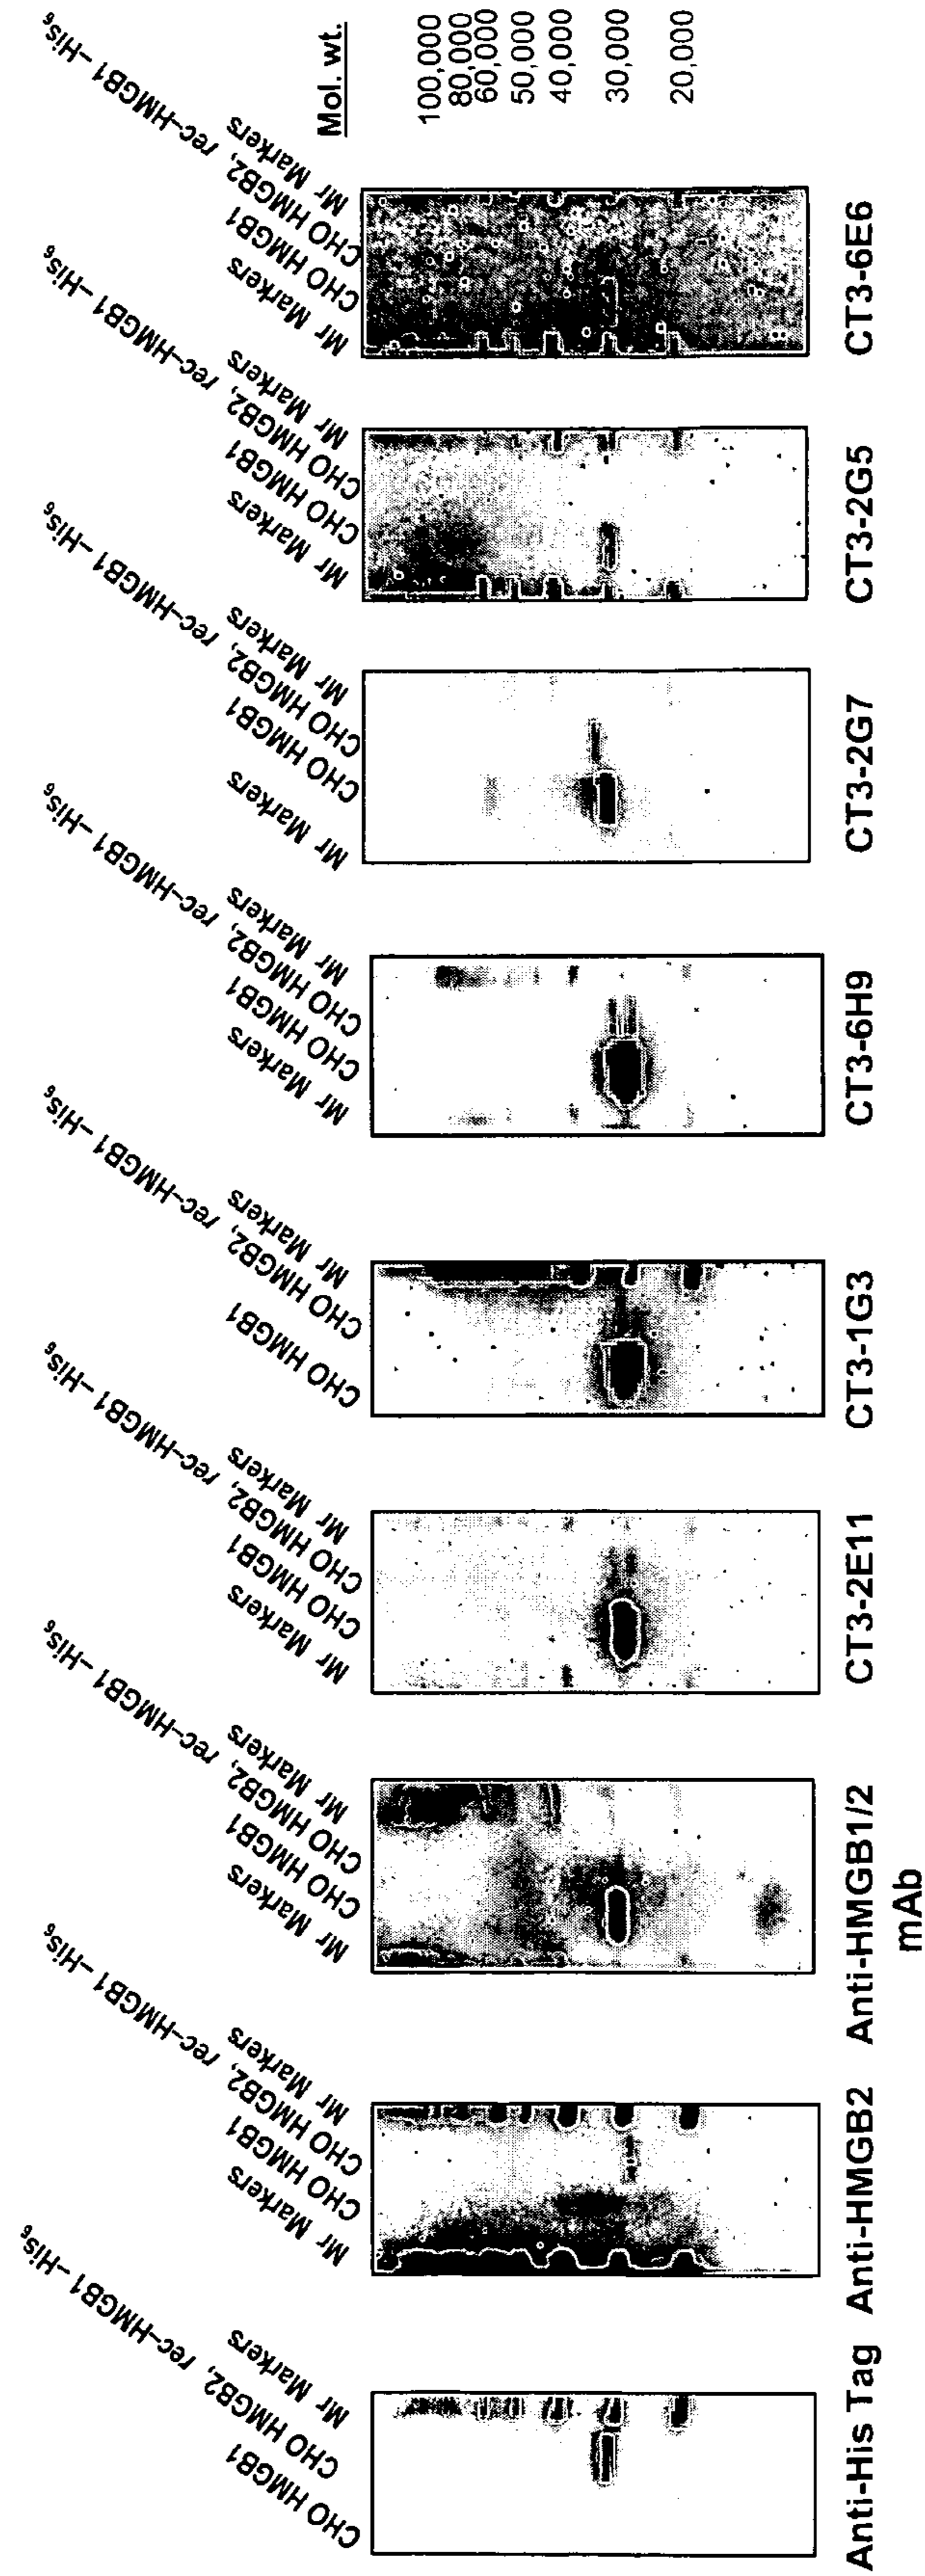 CHO HMGB1
CHO HMGB2, rec-HMGB1-His₆
Mr Markers
Mr Markers
CHO HMGB1
CHO HMGB2, rec-HMGB1-His₆
Mr Markers
Mr Markers
CHO HMGB1
CHO HMGB2, rec-HMGB1-His₆
Mr Markers
Mr Markers
CHO HMGB1
CHO HMGB2, rec-HMGB1-His₆
Mr Markers
CHO HMGB1
CHO HMGB2, rec-HMGB1-His₆
Mr Markers
Mr Markers
CHO HMGB1
CHO HMGB2, rec-HMGB1-His₆
Mr Markers
Mr Markers
CHO HMGB1
CHO HMGB2, rec-HMGB1-His₆
Mr Markers
Mr Markers
CHO HMGB1
CHO HMGB2, rec-HMGB1-His₆
Mr Markers
Mr Markers
CHO HMGB1
CHO HMGB2, rec-HMGB1-His₆
Mr Markers
Mol. wt.
100,000
80,000
60,000
50,000
40,000
30,000
20,000
Anti-His Tag
Anti-HMGB2
Anti-HMGB1/2
mAb
CT3-2E11
CT3-1G3
CT3-6H9
CT3-2G7
CT3-2G5
CT3-6E6